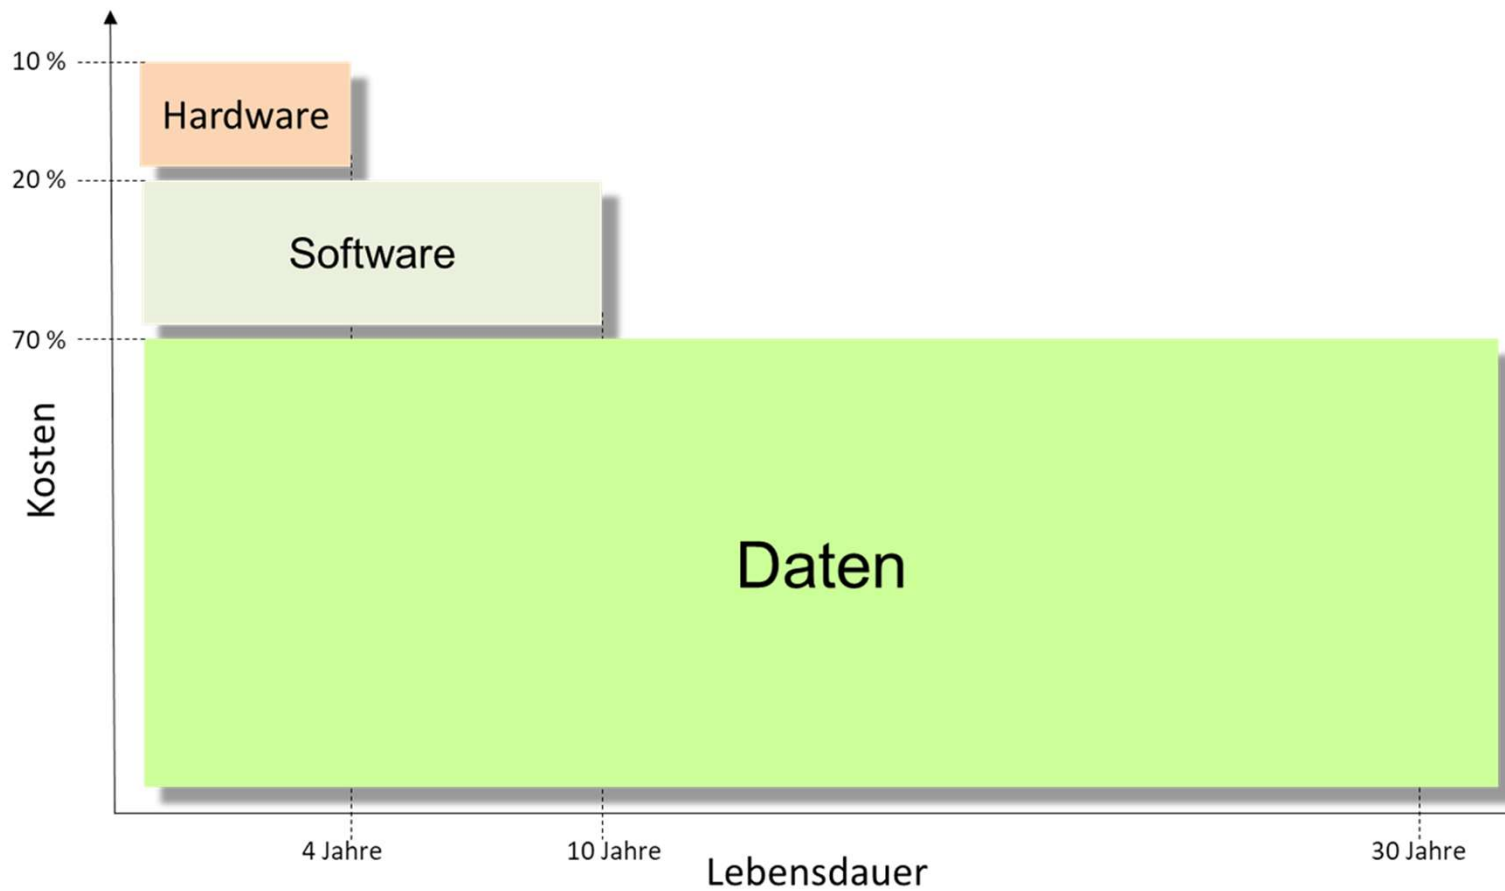 10 %
Hardware
20 %
Software
70 %
Kosten
Daten
4 Jahre
10 Jahre
30 Jahre
Lebensdauer